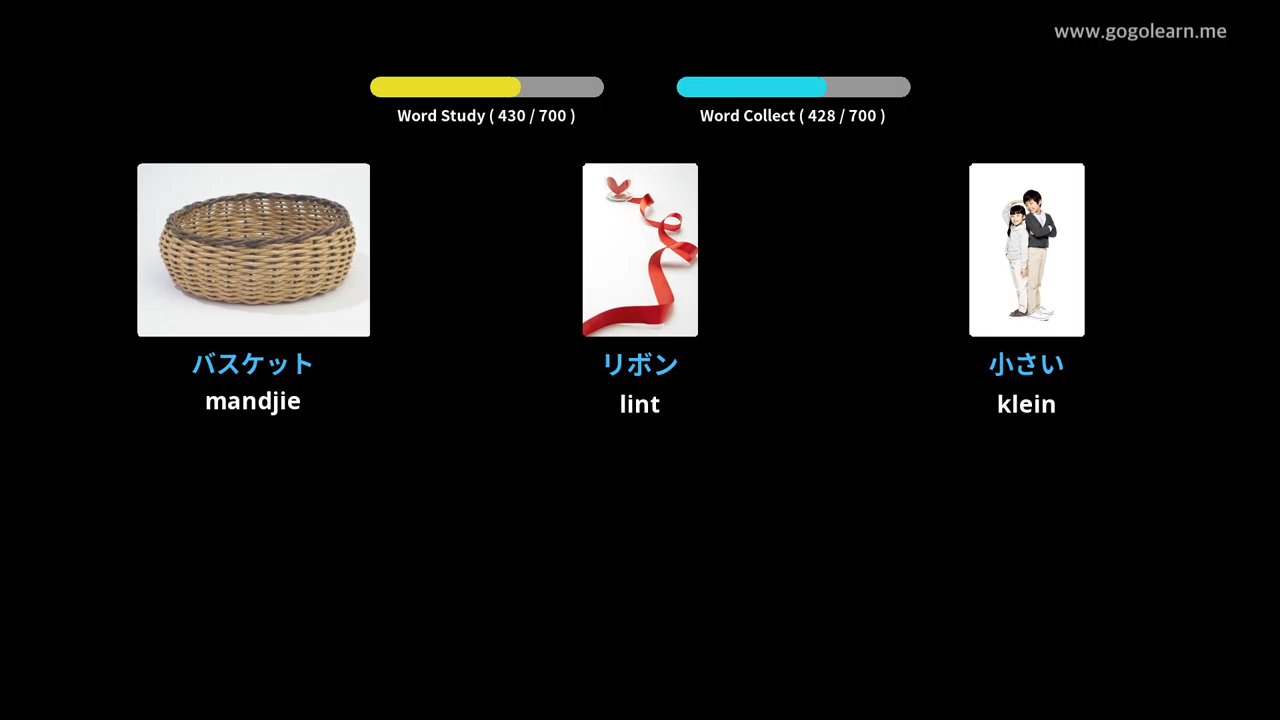 www.gogolearn.me
Word Study ( 430 / 700 )
Word Collect ( 428 / 700 )
バスケット
リボン
小さい
mandjie
lint
klein